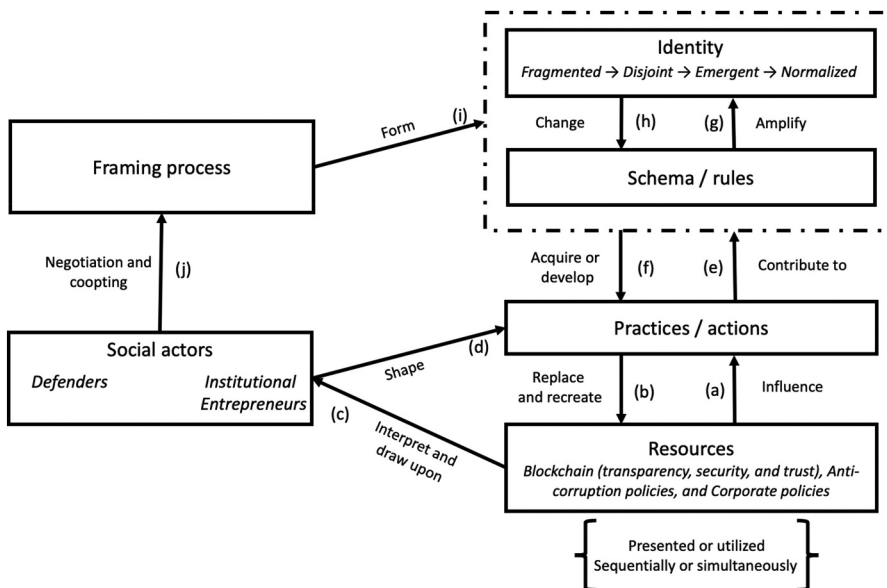 Identity
Fragmented → Disjoint → Emergent → Normalized
Change
(h)
(g)
Amplify
Schema / rules
Form
(i)
Framing process
Negotiation and
coopting
(j)
Acquire or
develop
(f)
(e)
Contribute to
Practices / actions
Social actors
Defenders
Institutional
Entrepreneurs
Shape
(d)
(c)
Interpret and
draw upon
Replace
and recreate
(b)
(a)
Influence
Resources
Blockchain (transparency, security, and trust), Anti-
corruption policies, and Corporate policies
Presented or utilized
Sequentially or simultaneously